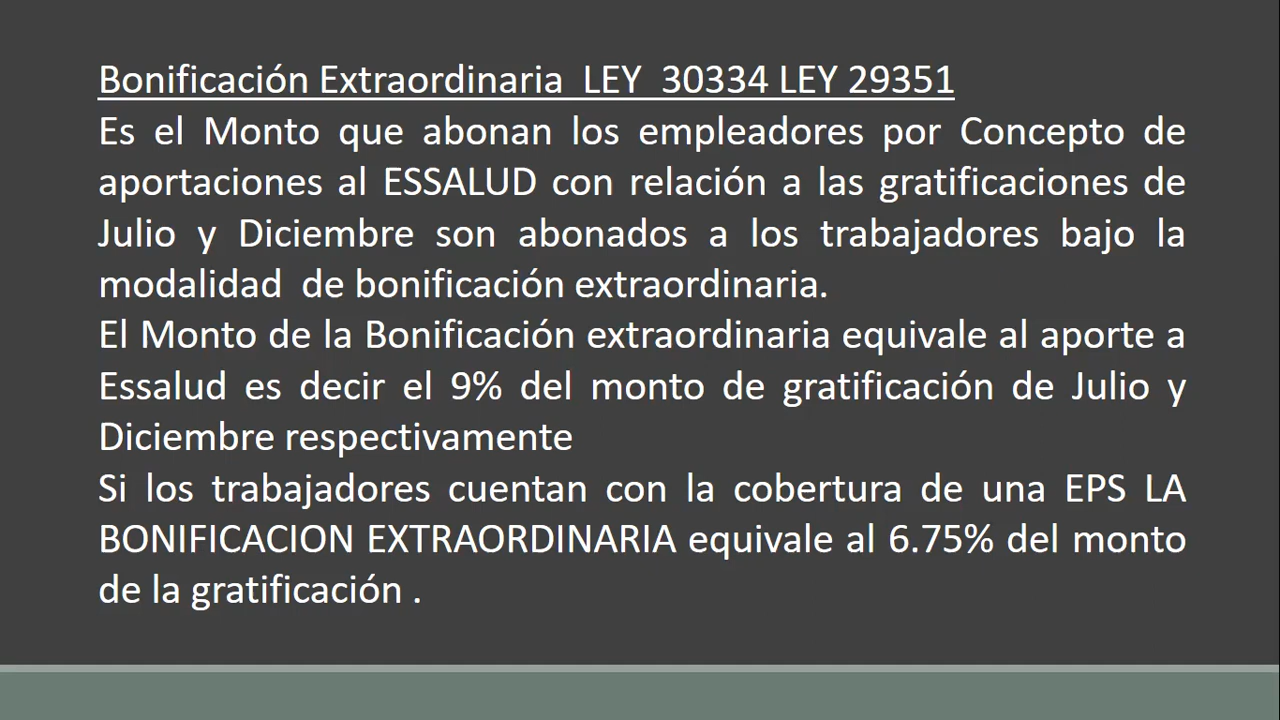 Bonificación Extraordinaria  LEY  30334 LEY 29351
Es el Monto que abonan los empleadores por Concepto de
aportaciones al ESSALUD con relación a las gratificaciones de
Julio y Diciembre son abonados a los trabajadores bajo la
modalidad  de bonificación extraordinaria.
El Monto de la Bonificación extraordinaria equivale al aporte a
Essalud es decir el 9% del monto de gratificación de Julio y
Diciembre respectivamente
Si los trabajadores cuentan con la cobertura de una EPS LA
BONIFICACION EXTRAORDINARIA equivale al 6.75% del monto
de la gratificación .